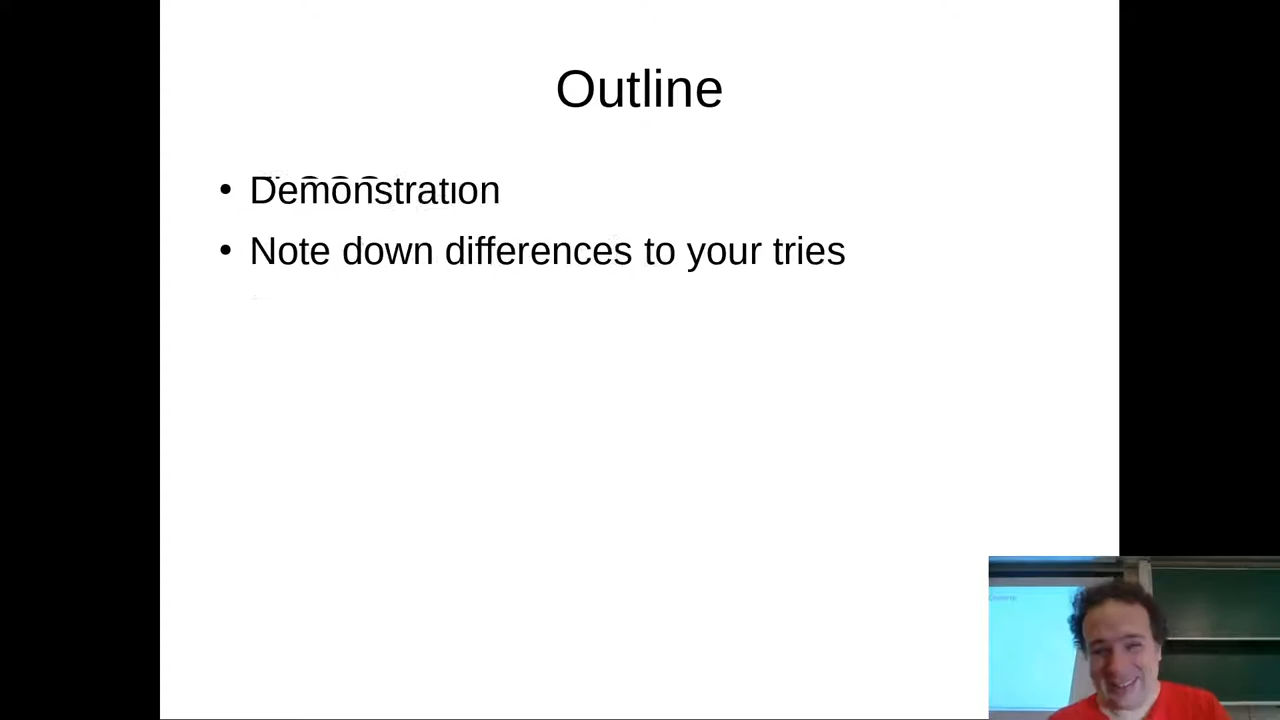 Outline
• Demonstration
• Note down differences to your tries